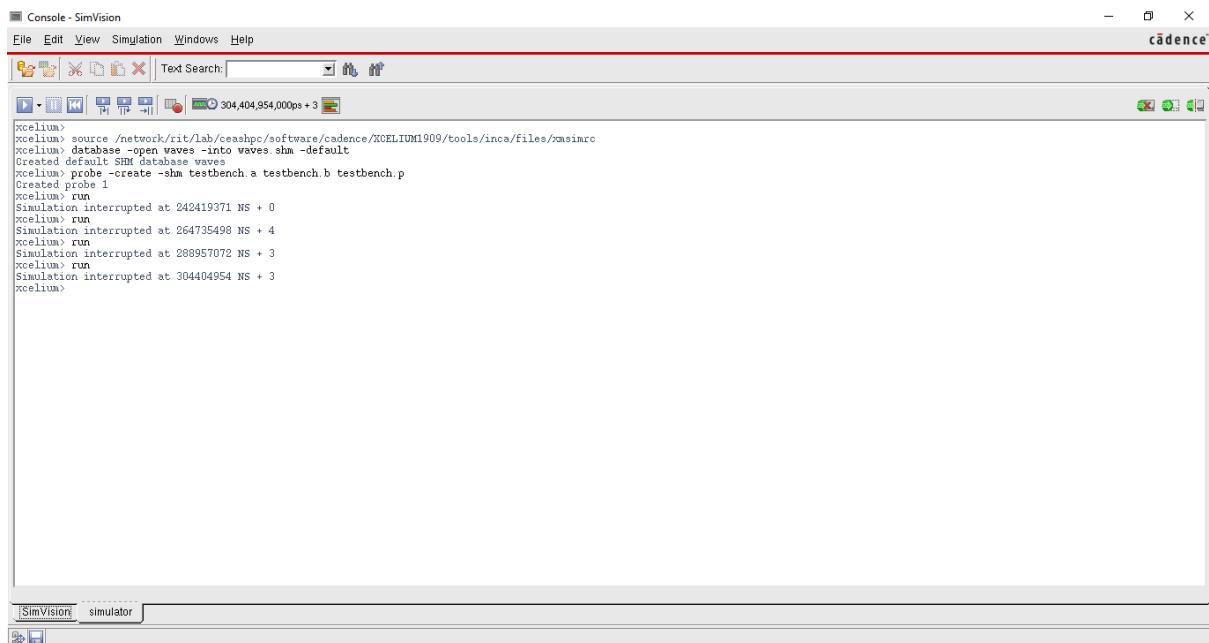 Console - SimVision
File Edit View Simulation Windows Help
cādence
Text Search:
304,404,954,000ps + 3
xcelium>
xcelium> source /network/rit/lab/ceashpc/software/cadence/XCELIUM1909/tools/inca/files/xmsimrc
xcelium> database -open waves -into waves.shm -default
Created default SHM database waves
xcelium> probe -create -shm testbench.a testbench.b testbench.p
Created probe 1
xcelium> run
Simulation interrupted at 242419371 NS + 0
xcelium> run
Simulation interrupted at 264735498 NS + 4
xcelium> run
Simulation interrupted at 288957072 NS + 3
xcelium> run
Simulation interrupted at 304404954 NS + 3
xcelium>
SimVision simulator